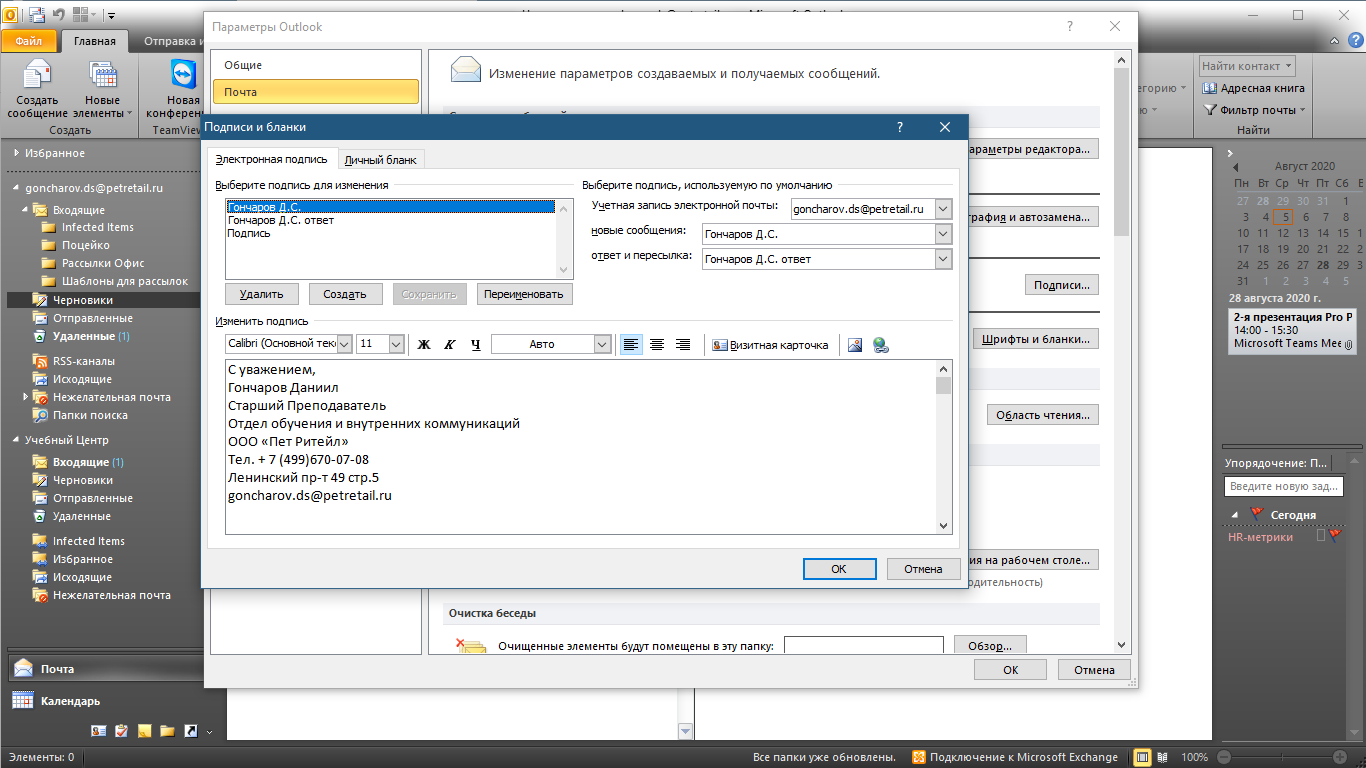 Параметры Outlook
?
Файл
Главная
Отправка и
Создать сообщение
Новые элементы
Создать
Новая
конферен
TeamView
Найти контакт
Адресная книга
Фильтр почты
Найти
Общие
Почта
Изменение параметров создаваемых и получаемых сообщений.
Подписи и бланки
?
Электронная подпись
Личный бланк
Выберите подпись для изменения
Гончаров Д.С.
Гончаров Д.С. ответ
Подпись
Удалить
Создать
Сохранить
Переименовать
Выберите подпись, используемую по умолчанию
Учетная запись электронной почты:
goncharov.ds@petretail.ru
новые сообщения:
Гончаров Д.С.
ответ и пересылка:
Гончаров Д.С. ответ
Изменить подпись
Calibri (Основной тек
11
Ж
К
Ч
Авто
Визитная карточка
С уважением,
Гончаров Даниил
Старший Преподаватель
Отдел обучения и внутренних коммуникаций
ООО «Пет Ритейл»
Тел. + 7 (499)670-07-08
Ленинский пр-т 49 стр.5
goncharov.ds@petretail.ru
ОК
Отмена
араметры редактора...
графия и автозамена...
Подписи...
Шрифты и бланки...
Область чтения...
ия на рабочем столе...
одительность)
Очистка беседы
Очищенные элементы будут помещены в эту папку:
Обзор...
ОК
Отмена
Избранное
goncharov.ds@petretail.ru
Входящие
Infected Items
Поцейко
Рассылки Офис
Шаблоны для рассылок
Черновики
Отправленные
Удаленные (1)
RSS-каналы
Исходящие
Нежелательная почта
Папки поиска
Учебный Центр
Входящие (1)
Черновики
Отправленные
Удаленные
Infected Items
Избранное
Исходящие
Нежелательная почта
Почта
Календарь
Август 2020
Пн Вт Ср Чт Пт Сб В
27 28 29 30 31 1
3 4 5 6 7 8
10 11 12 13 14 15
17 18 19 20 21 22
24 25 26 27 28 29
31 1 2 3 4 5
28 августа 2020 г.
2-я презентация Pro P
14:00 - 15:30
Microsoft Teams Mee
Упорядочение: П...
Введите новую зад...
Сегодня
HR-метрики
Элементы: 0
Все папки уже обновлены.
Подключение к Microsoft Exchange
100%